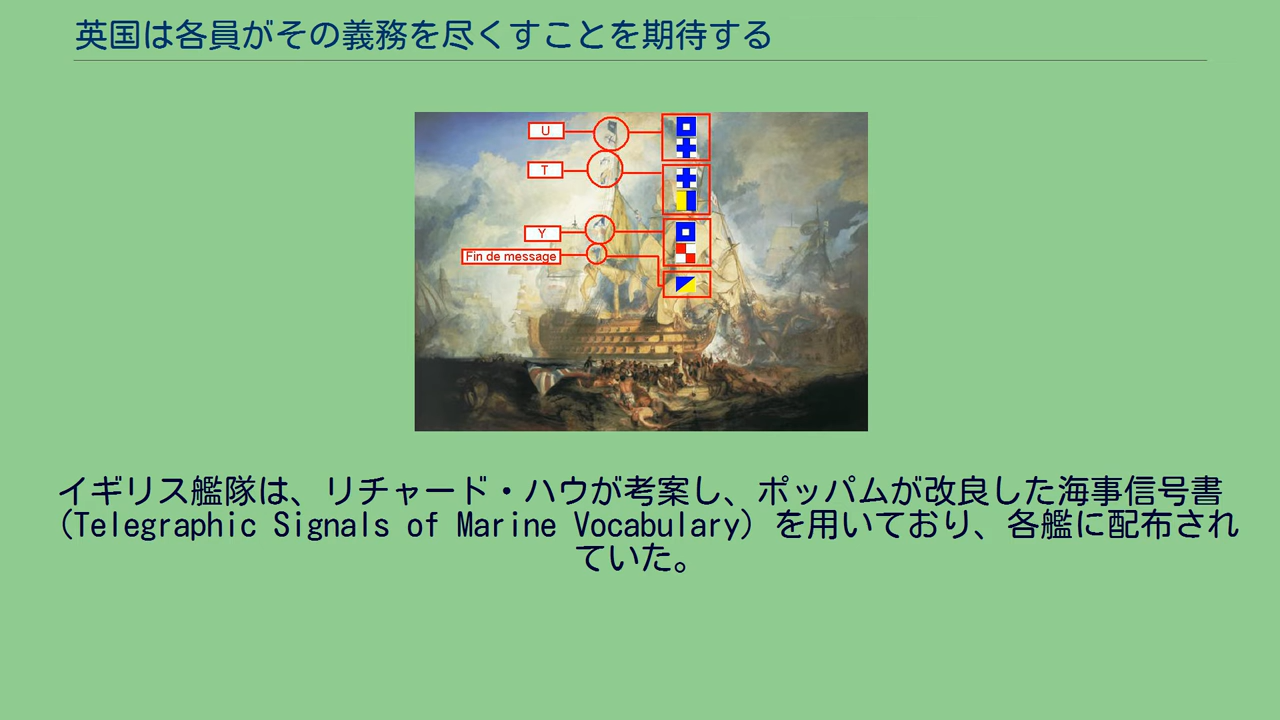 英国は各員がその義務を尽くすことを期待する
U
T
Y
Fin de message
イギリス艦隊は、リチャード・ハウが考案し、ポッパムが改良した海事信号書
（Telegraphic Signals of Marine Vocabulary）を用いており、各艦に配布され
ていた。